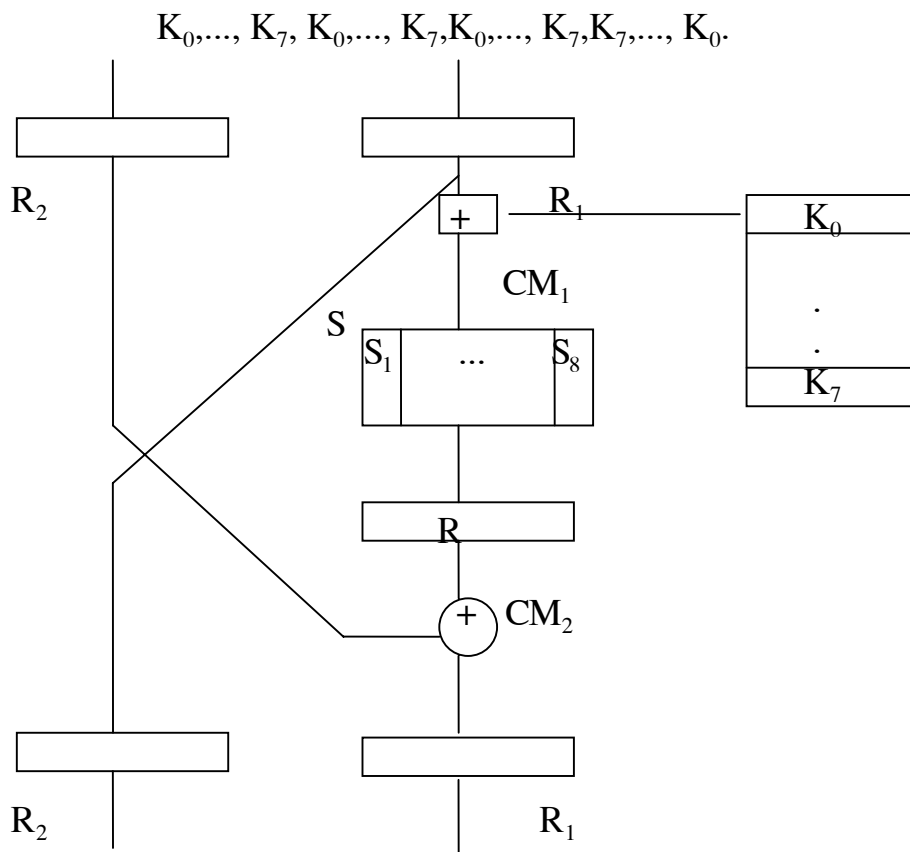 K₀,..., K₇, K₀,..., K₇,K₀,..., K₇,K₇,..., K₀.
R₂ + R₁ K₀
CM₁
S
S₁ ... S₈
.
.
K₇
R
+ CM₂
R₂ R₁